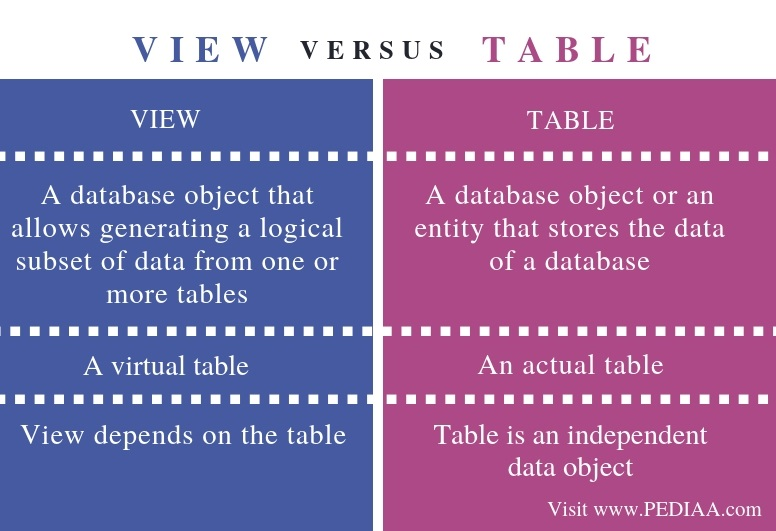 VIEW VERSUS TABLE
VIEW
A database object that
allows generating a logical
subset of data from one or
more tables
A virtual table
View depends on the table
TABLE
A database object or an
entity that stores the data
of a database
An actual table
Table is an independent
data object
Visit www.PEDIAA.com